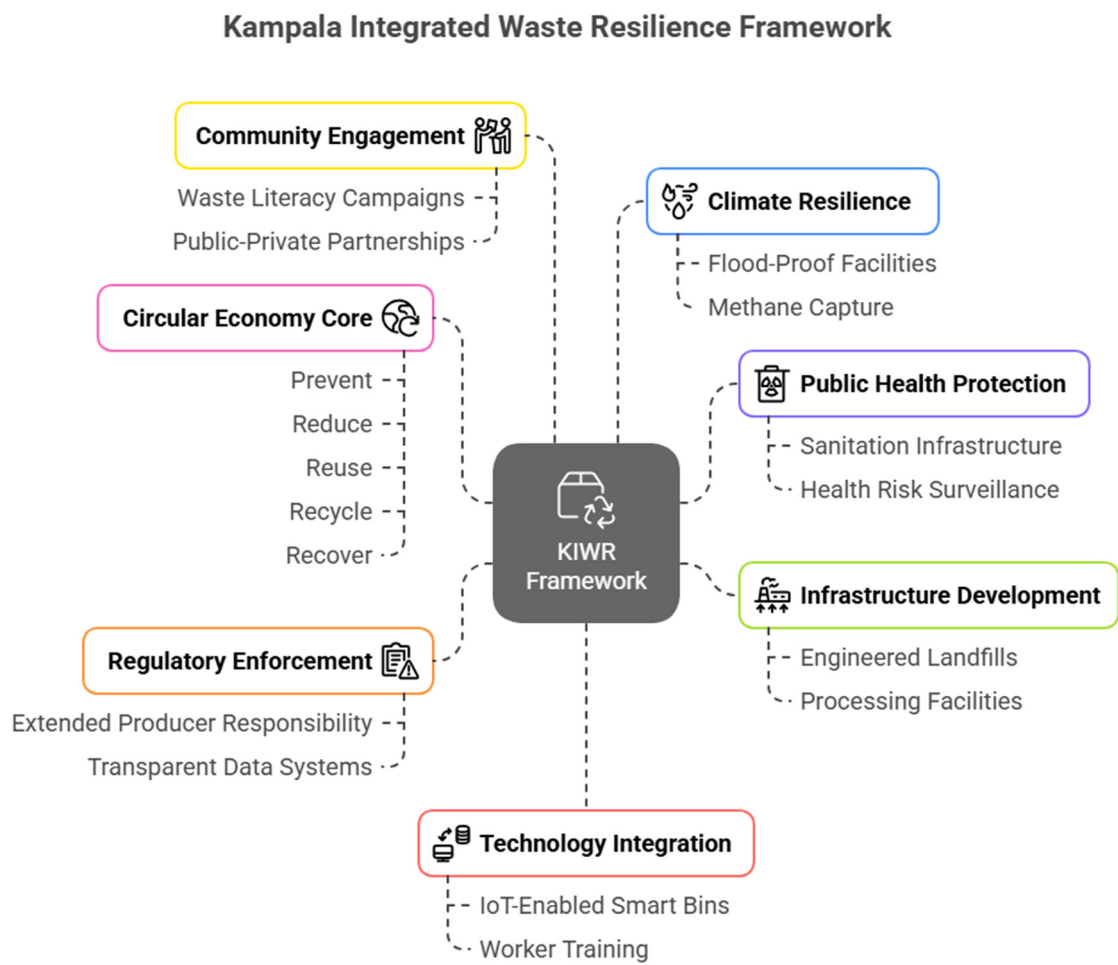 Kampala Integrated Waste Resilience Framework
Community Engagement
Waste Literacy Campaigns
Public-Private Partnerships
Climate Resilience
Flood-Proof Facilities
Methane Capture
Circular Economy Core
Prevent
Reduce
Reuse
Recycle
Recover
Public Health Protection
Sanitation Infrastructure
Health Risk Surveillance
KIWR
Framework
Regulatory Enforcement
Extended Producer Responsibility
Transparent Data Systems
Infrastructure Development
Engineered Landfills
Processing Facilities
Technology Integration
IoT-Enabled Smart Bins
Worker Training